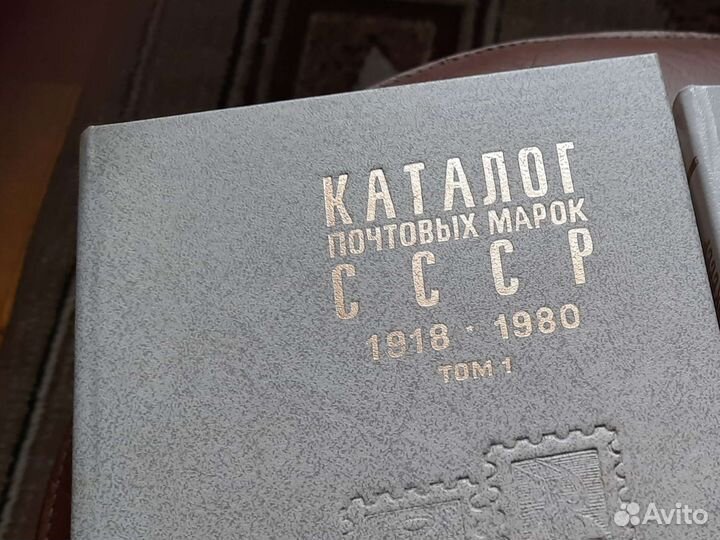 КАТАЛОГ
ПОЧТОВЫХ МАРОК
СССР
1918 · 1980
ТОМ 1
Avito